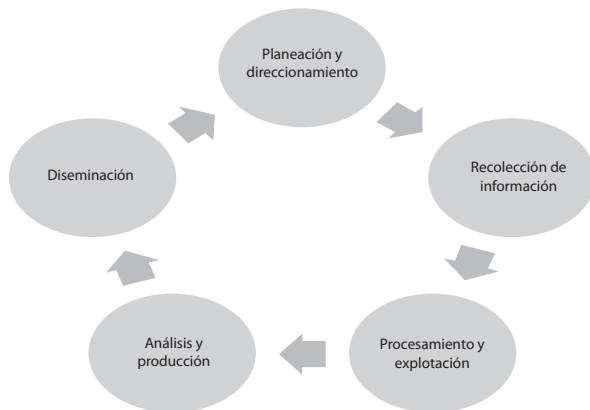 Planeación y
direccionamiento
Recolección de
información
Procesamiento y
explotación
Análisis y
producción
Diseminación